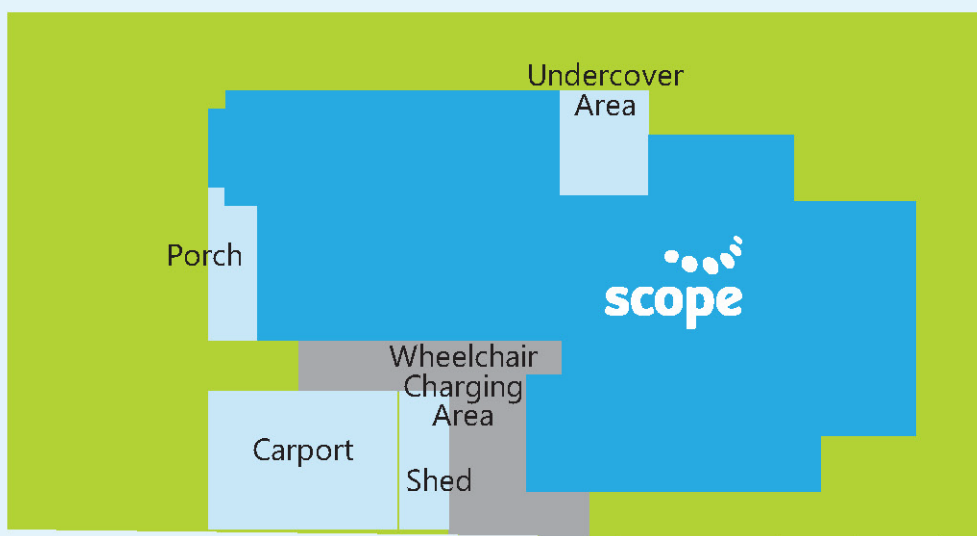 Undercover
Area
Porch
scope
Wheelchair
Charging
Area
Carport
Shed